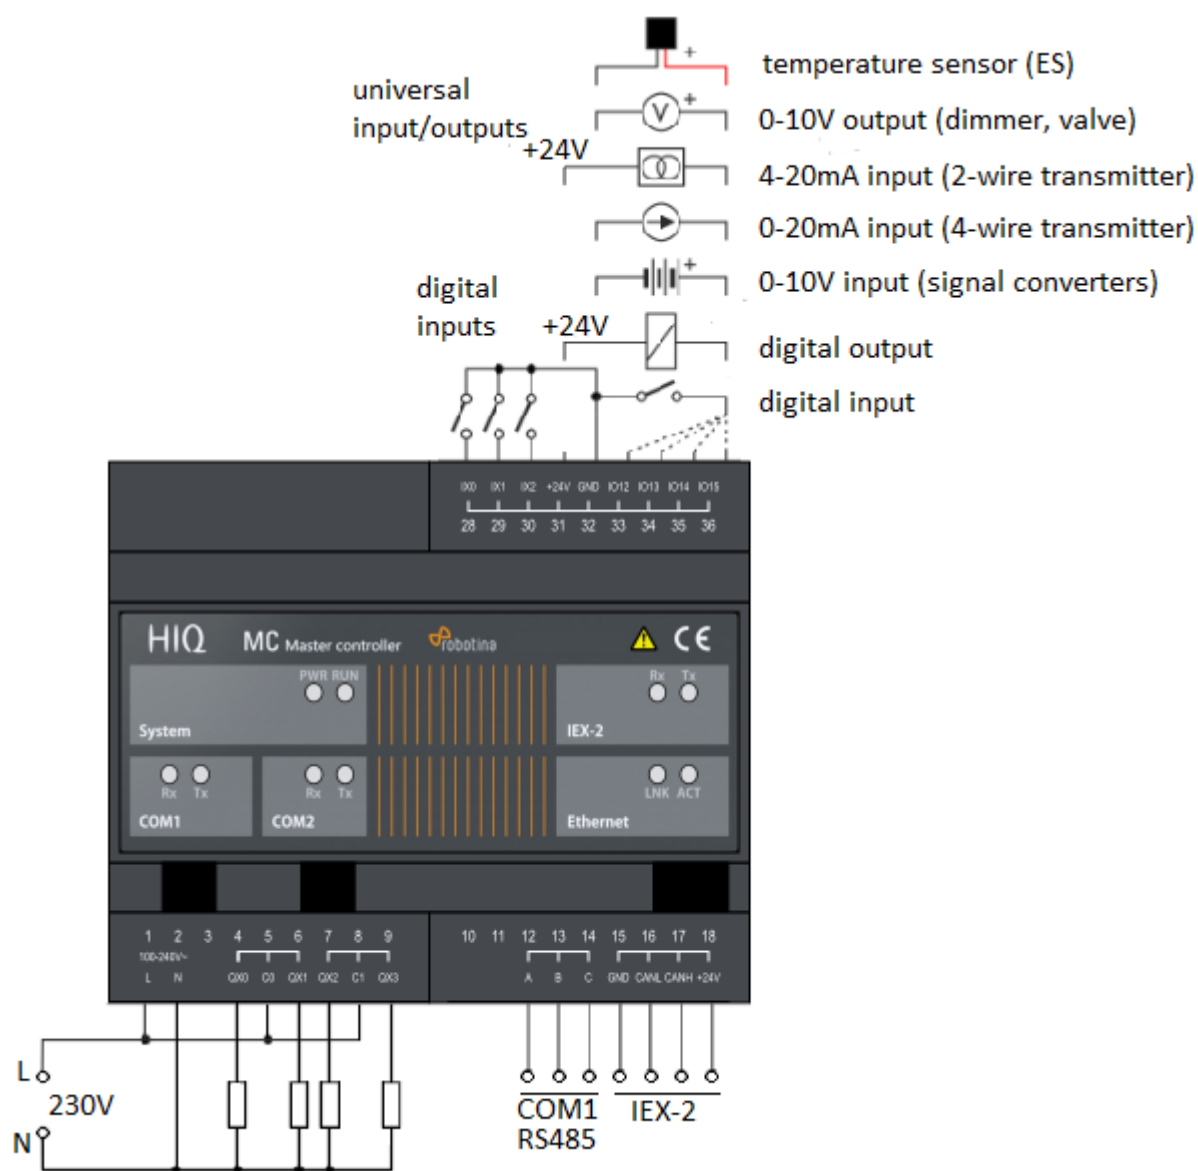 temperature sensor (ES)
universal
input/outputs
0-10V output (dimmer, valve)
+24V
4-20mA input (2-wire transmitter)
0-20mA input (4-wire transmitter)
0-10V input (signal converters)
digital
inputs
+24V
digital output
digital input
IX0 IX1 IX2 +24V GND IO12 IO13 IO14 IO15
28 29 30 31 32 33 34 35 36
HIQ MC Master controller robotina CE
PWR RUN
Rx Tx
System
IEX-2
Rx Tx
Rx Tx
LNK ACT
COM1
COM2
Ethernet
1 2 3 4 5 6 7 8 9
10 11 12 13 14 15 16 17 18
100-240V~
L N QX0 C0 QX1 QX2 C1 QX3
A B C GND CANL CANH +24V
L
230V
N
COM1
RS485
IEX-2